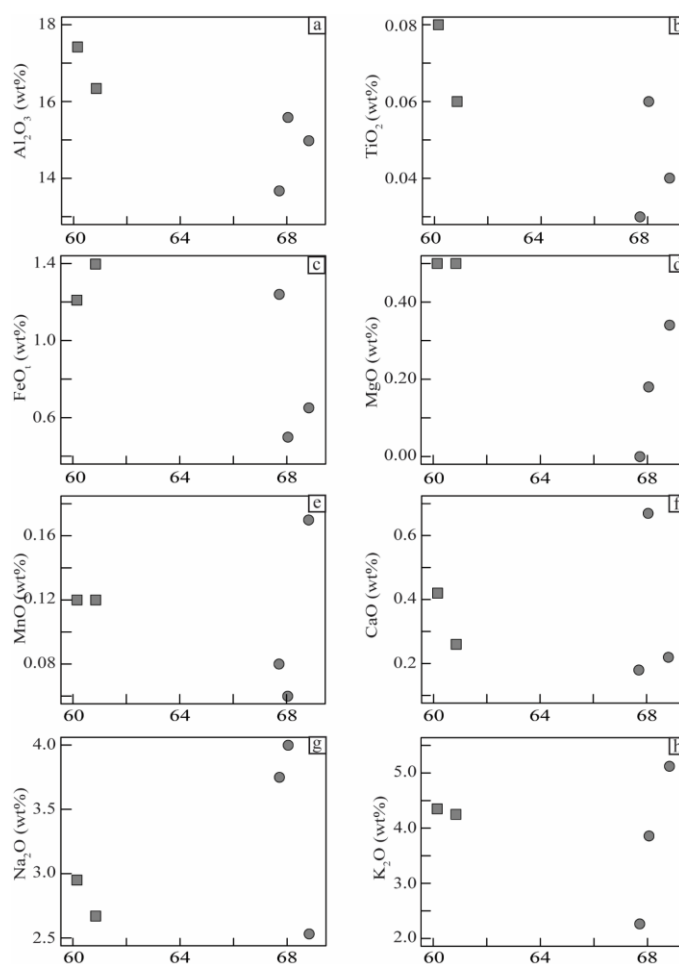 a
18
16
14
Al₂O₃ (wt%)
60 64 68
b
0.08
0.06
0.04
TiO₂ (wt%)
60 64 68
c
1.4
1.0
0.6
FeOₜ (wt%)
60 64 68
d
0.40
0.20
0.00
MgO (wt%)
60 64 68
e
0.16
0.12
0.08
MnO (wt%)
60 64 68
f
0.6
0.4
0.2
CaO (wt%)
60 64 68
g
4.0
3.5
3.0
2.5
Na₂O (wt%)
60 64 68
h
5.0
4.0
3.0
2.0
K₂O (wt%)
60 64 68